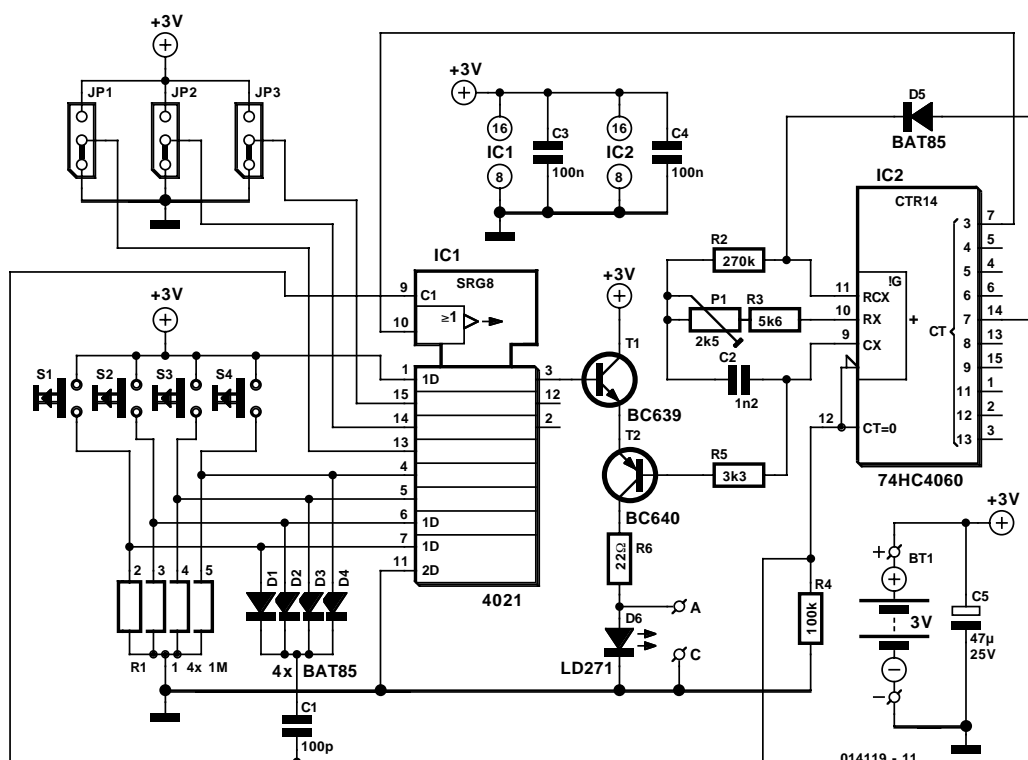 +3V
JP1 JP2 JP3
+3V
16 IC1 8
C3 100n
16 IC2 8
C4 100n
D5
BAT85
IC2
CTR14
!G
+
CT
11 RCX
10 RX
9 CX
12 CT=0
3 7
4 5
5 4
6 6
7 14
8 13
9 15
11 1
12 2
13 3
74HC4060
R2
270k
P1
2k5
R3
5k6
C2
1n2
R5
3k3
IC1
SRG8
9 C1
10 ≥1
1 1D
15
14
13
4
5
6 1D
7 1D
11 2D
3
12
2
4021
+3V
T1
BC639
T2
BC640
R6
22Ω
A
D6
LD271
C
+3V
S1 S2 S3 S4
2 3 4 5
R1 1 4x 1M
D1 D2 D3 D4
4x BAT85
C1
100p
R4
100k
+3V
+ BT1
+
3V
−
−
C5
47µ
25V
014119 - 11